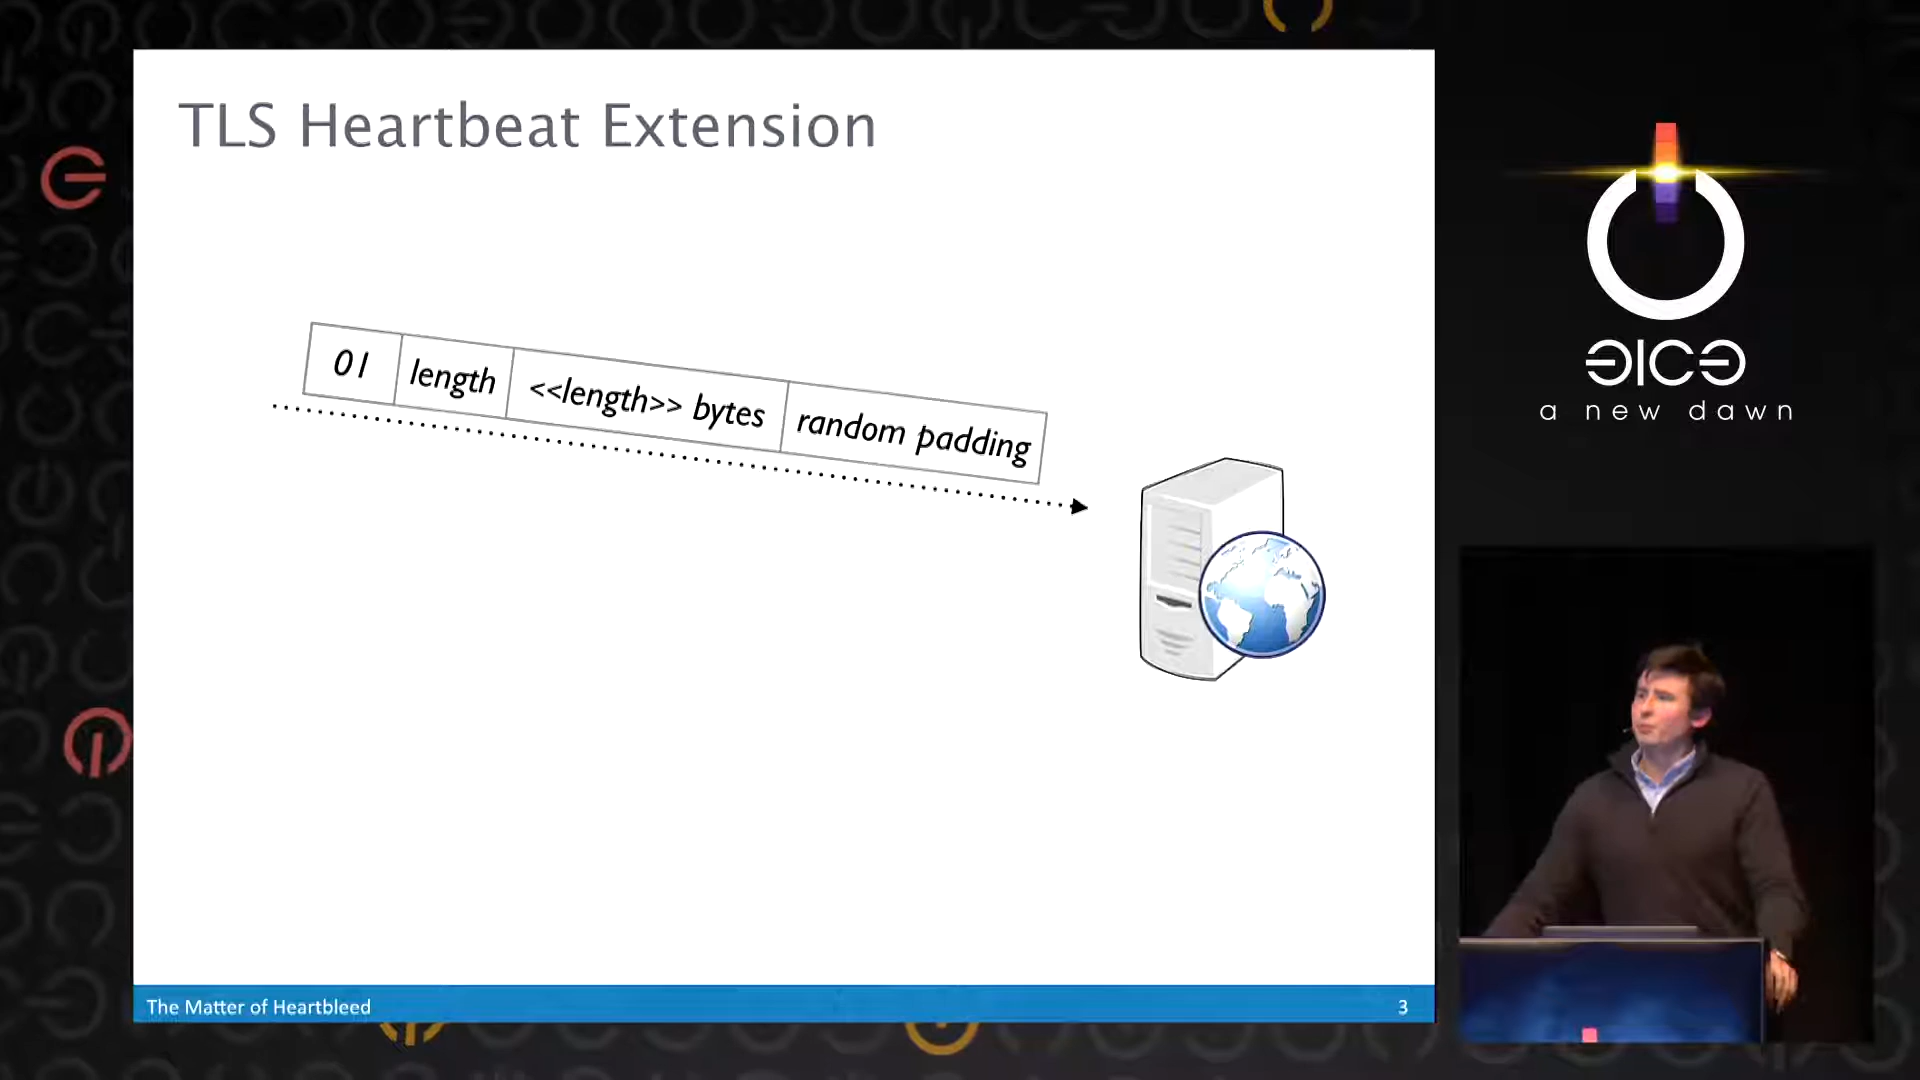 TLS Heartbeat Extension
01 length <<length>> bytes random padding
The Matter of Heartbleed 3
a new dawn